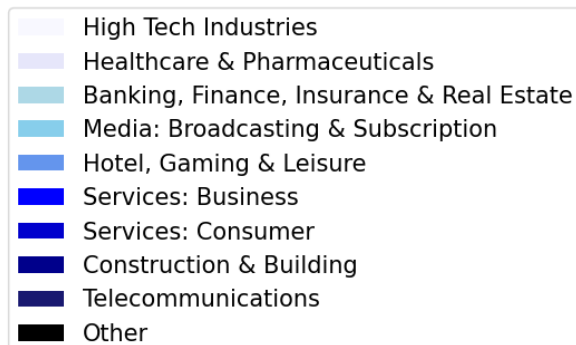 High Tech Industries
Healthcare & Pharmaceuticals
Banking, Finance, Insurance & Real Estate
Media: Broadcasting & Subscription
Hotel, Gaming & Leisure
Services: Business
Services: Consumer
Construction & Building
Telecommunications
Other